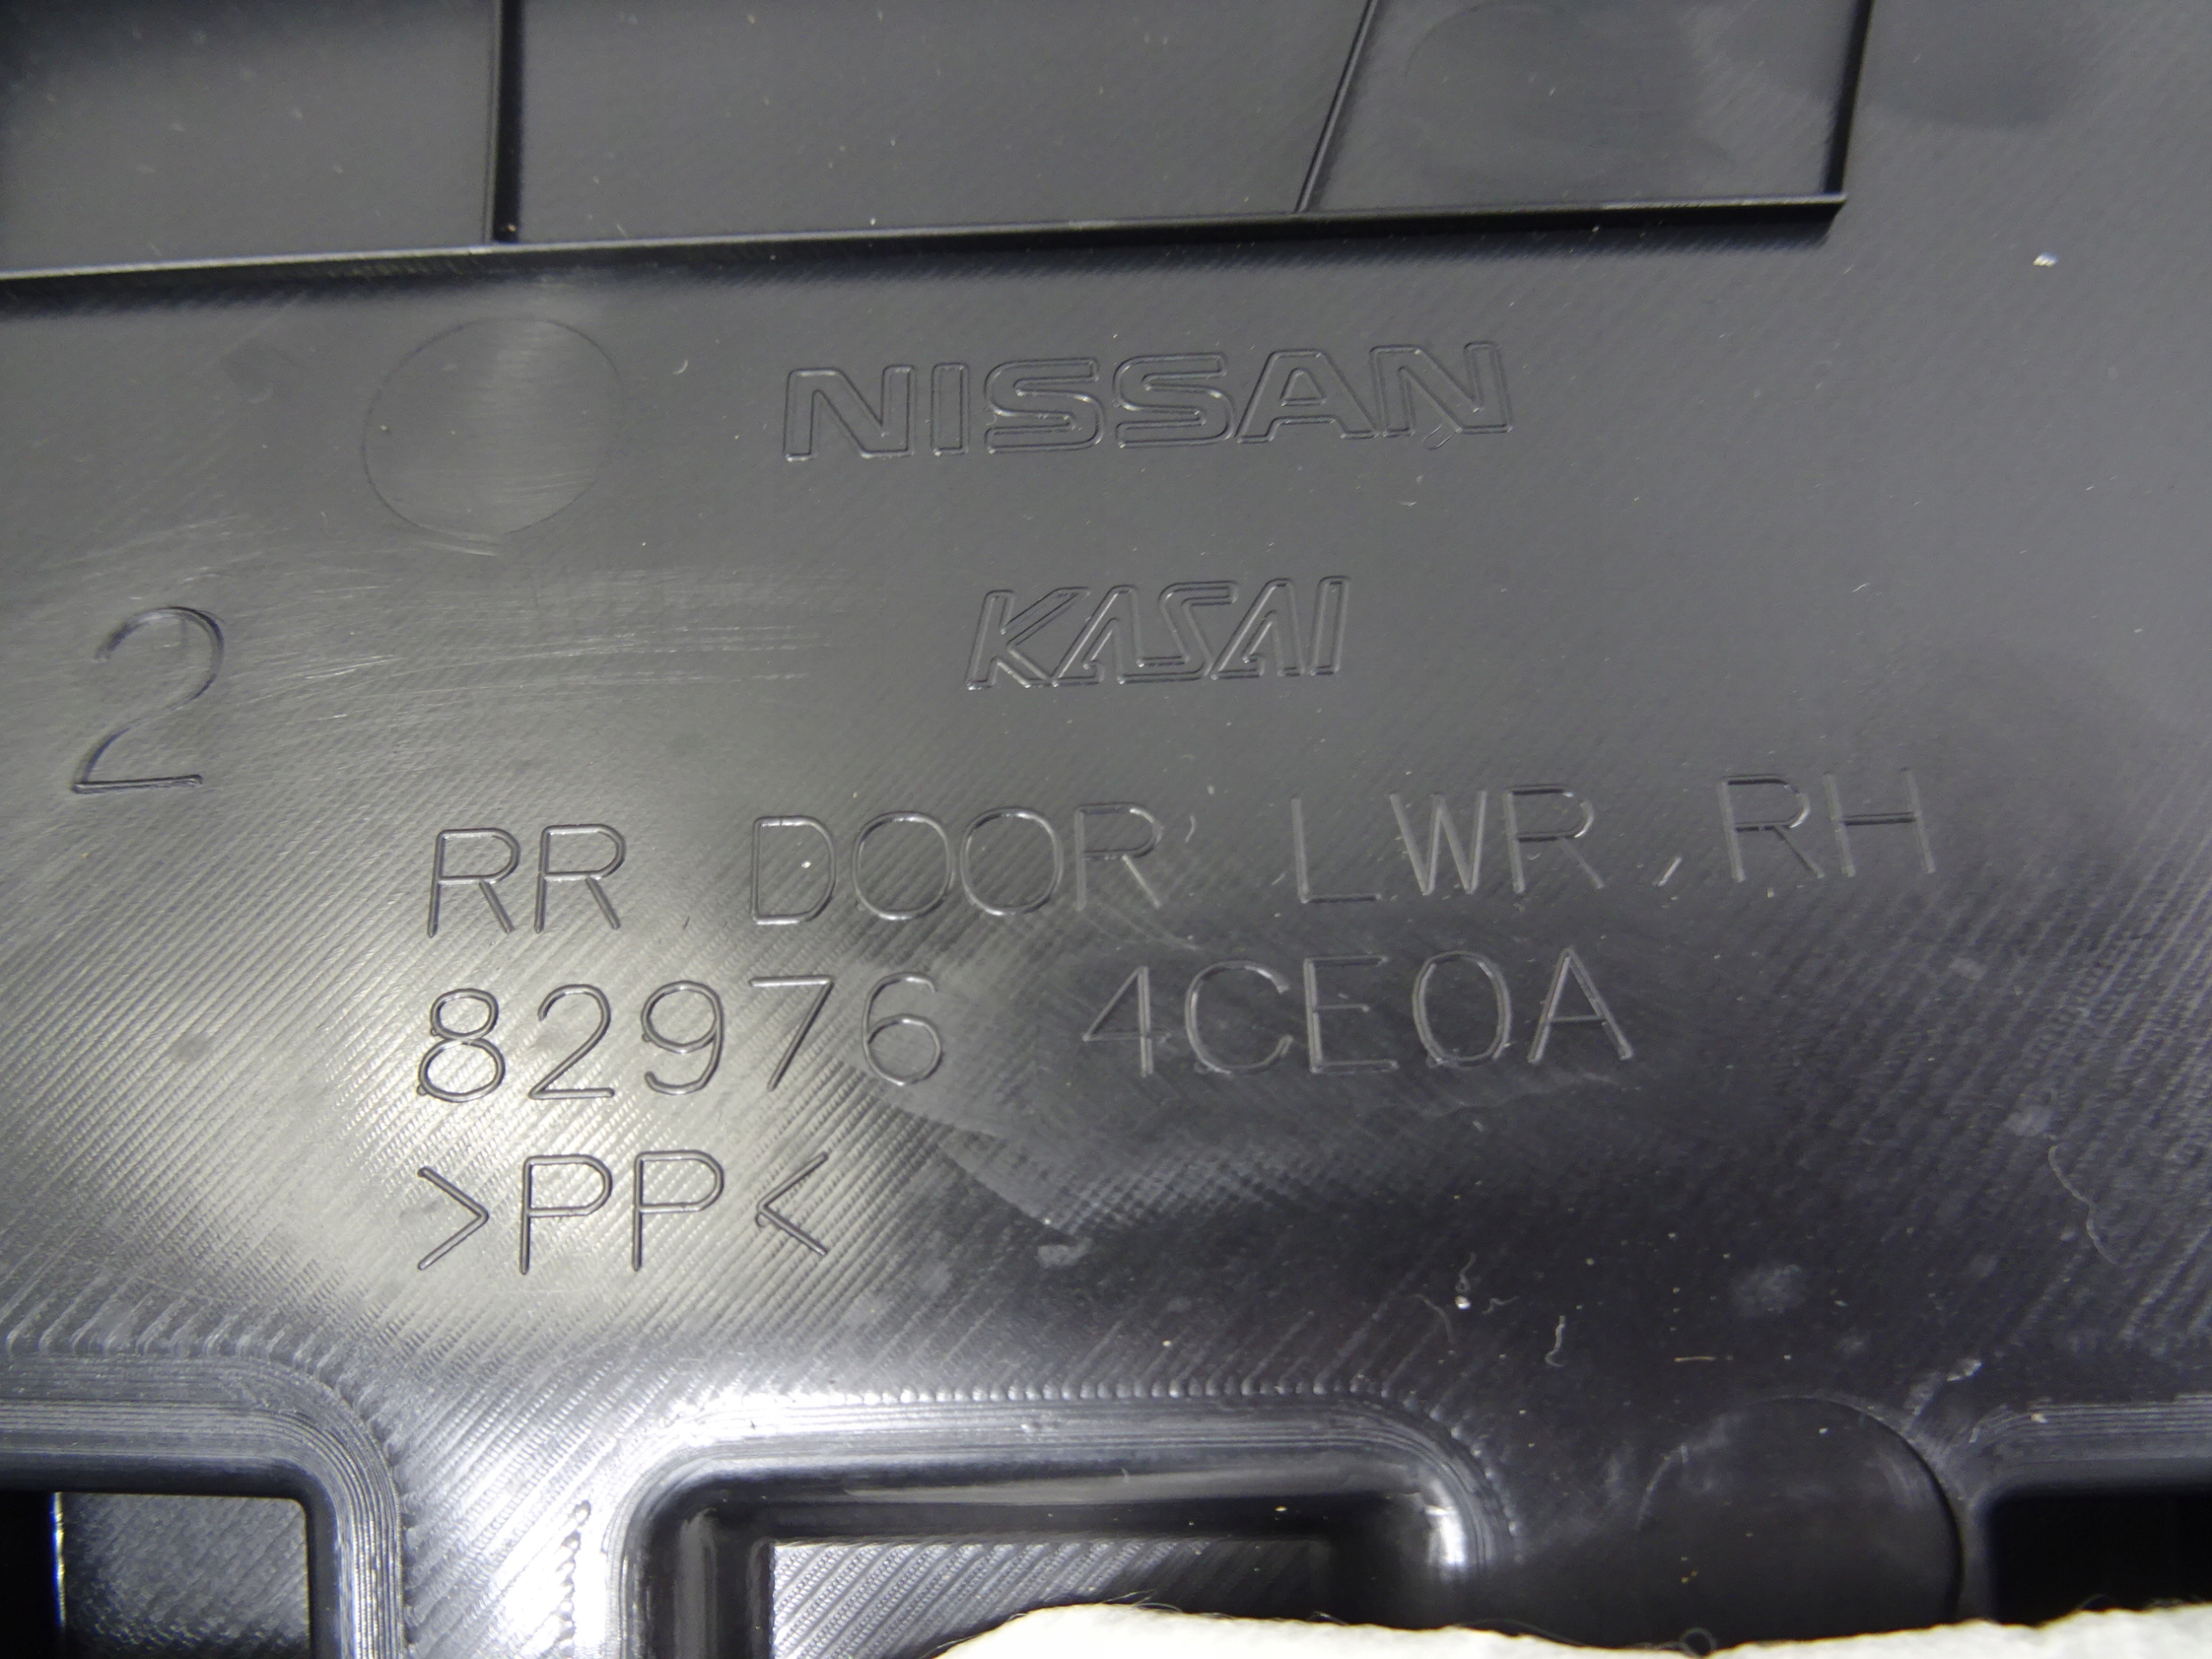 NISSAN
KASAI
2
RR DOOR LWR RH
82976 4CE0A
>PP<